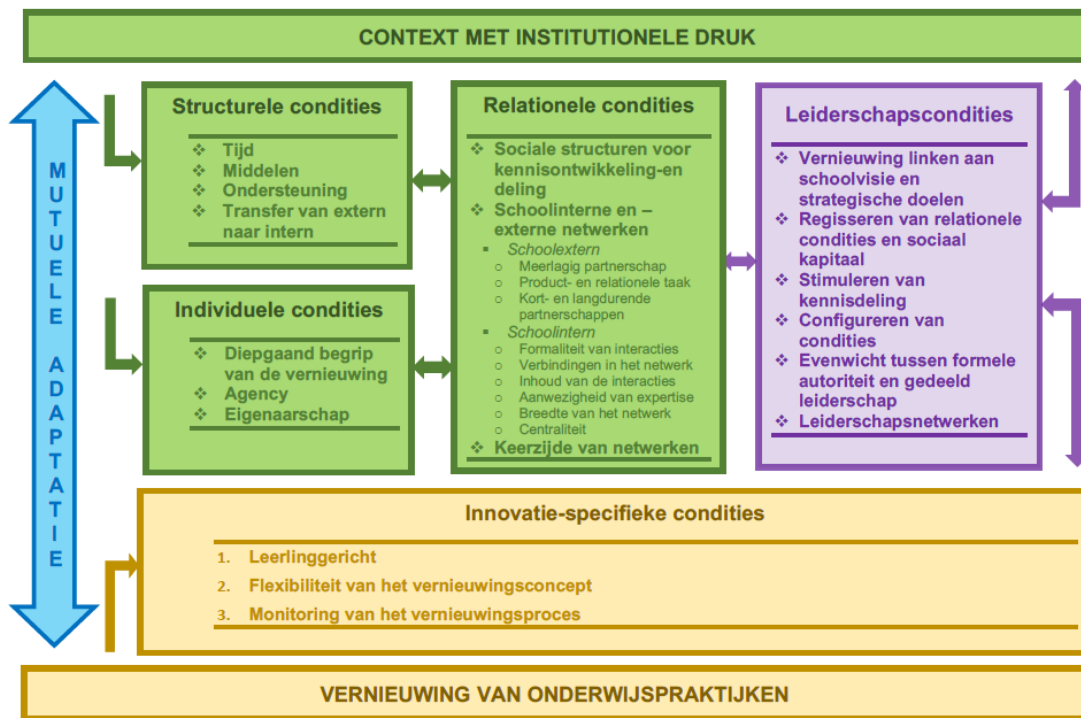 CONTEXT MET INSTITUTIONELE DRUK
MUTUELE ADAPTATIE
Structurele condities
❖ Tijd
❖ Middelen
❖ Ondersteuning
❖ Transfer van extern
naar intern
Individuele condities
❖ Diepgaand begrip
van de vernieuwing
❖ Agency
❖ Eigenaarschap
Relationele condities
❖ Sociale structuren voor
kennisontwikkeling-en
deling
❖ Schoolinterne en –
externe netwerken
▪ Schoolextern
o Meerlagig partnerschap
o Product- en relationele taak
o Kort- en langdurende
partnerschappen
▪ Schoolintern
o Formaliteit van interacties
o Verbindingen in het netwerk
o Inhoud van de interacties
o Aanwezigheid van expertise
o Breedte van het netwerk
o Centraliteit
❖ Keerzijde van netwerken
Leiderschapscondities
❖ Vernieuwing linken aan
schoolvisie en
strategische doelen
❖ Regisseren van relationele
condities en sociaal
kapitaal
❖ Stimuleren van
kennisdeling
❖ Configureren van
condities
❖ Evenwicht tussen formele
autoriteit en gedeeld
leiderschap
❖ Leiderschapsnetwerken
Innovatie-specifieke condities
1. Leerlinggericht
2. Flexibiliteit van het vernieuwingsconcept
3. Monitoring van het vernieuwingsproces
VERNIEUWING VAN ONDERWIJSPRAKTIJKEN